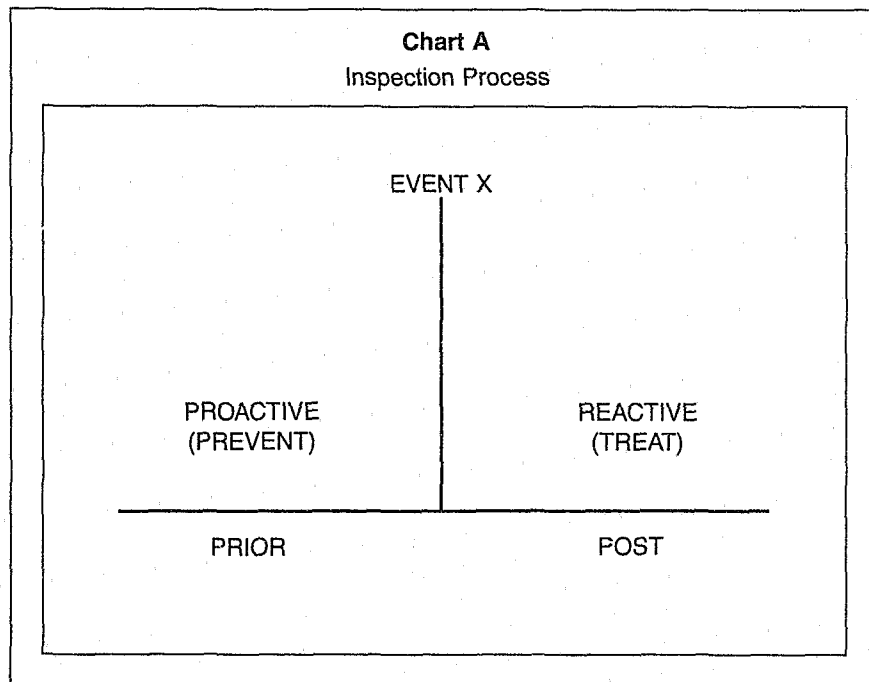 Chart A
Inspection Process
EVENT X
PROACTIVE
(PREVENT)
REACTIVE
(TREAT)
PRIOR
POST